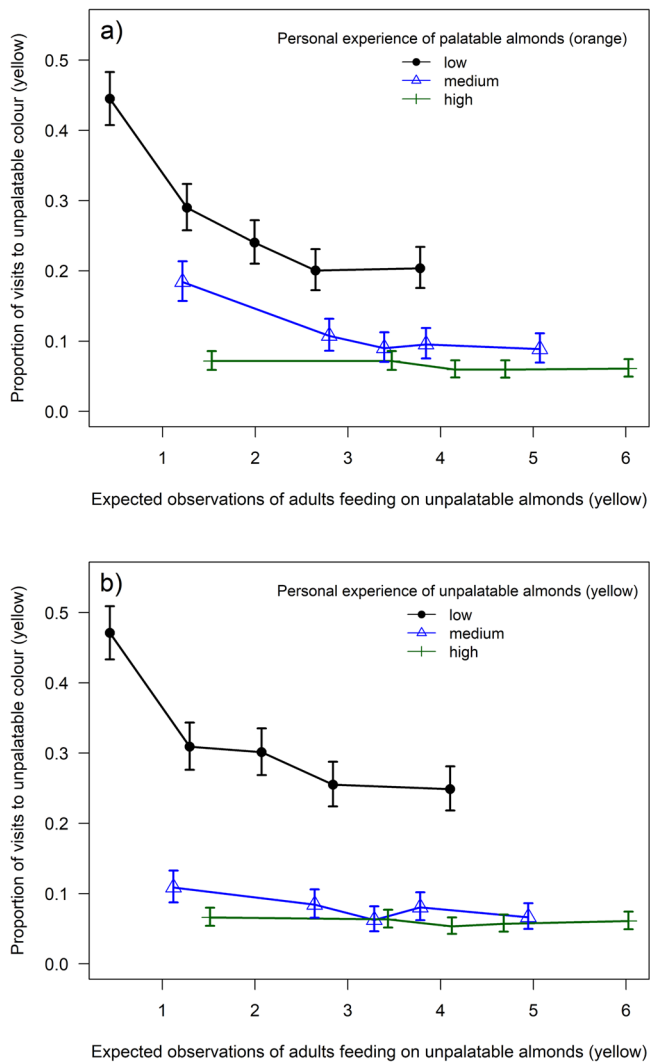 a)
Personal experience of palatable almonds (orange)
low
medium
high
Proportion of visits to unpalatable colour (yellow)
0.5
0.4
0.3
0.2
0.1
0.0
1 2 3 4 5 6
Expected observations of adults feeding on unpalatable almonds (yellow)
b)
Personal experience of unpalatable almonds (yellow)
low
medium
high
Proportion of visits to unpalatable colour (yellow)
0.5
0.4
0.3
0.2
0.1
0.0
1 2 3 4 5 6
Expected observations of adults feeding on unpalatable almonds (yellow)